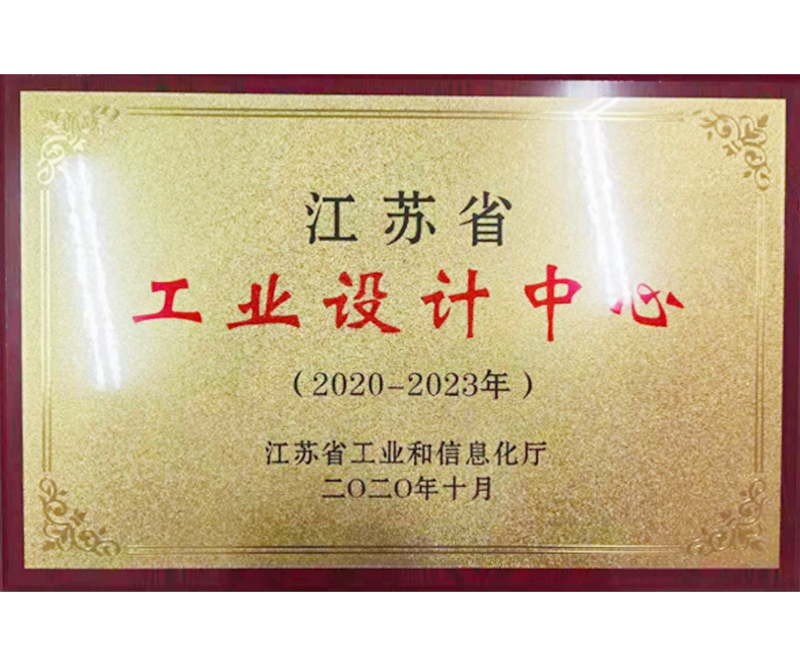 江苏省
工业设计中心
（2020-2023年）
江苏省工业和信息化厅
二〇二〇年十月